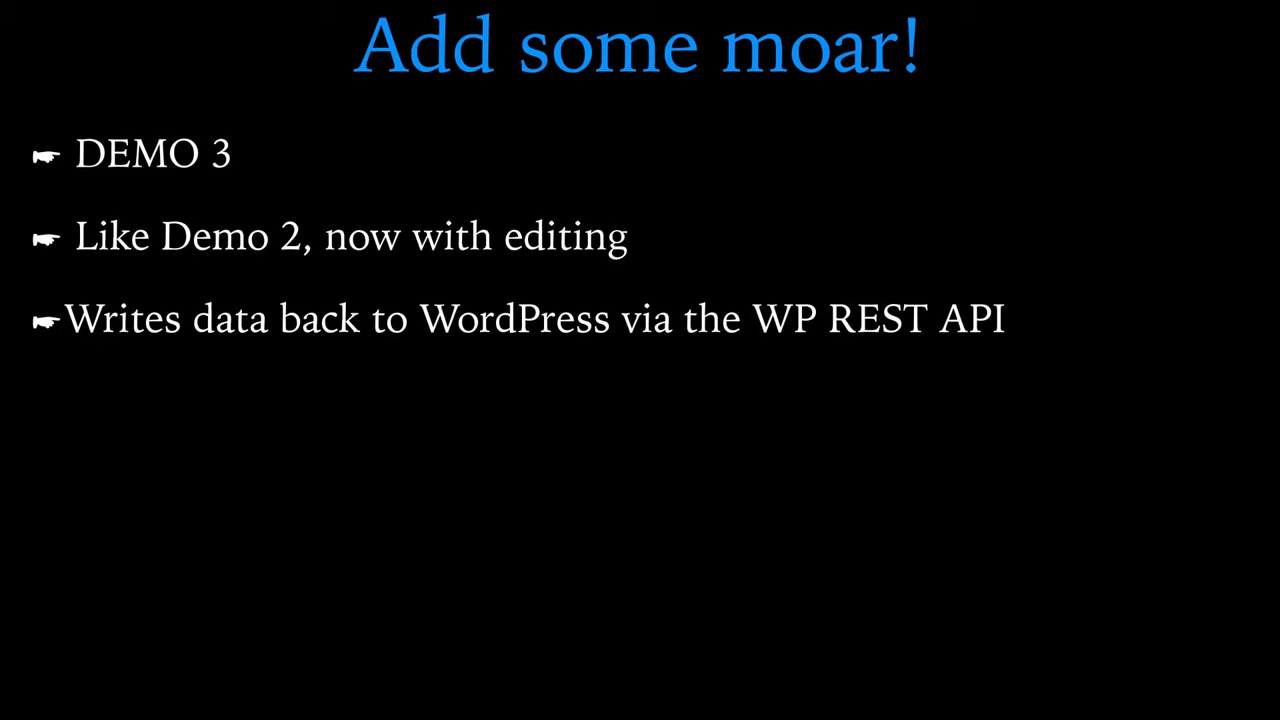 Add some moar!
☛ DEMO 3
☛ Like Demo 2, now with editing
☛Writes data back to WordPress via the WP REST API